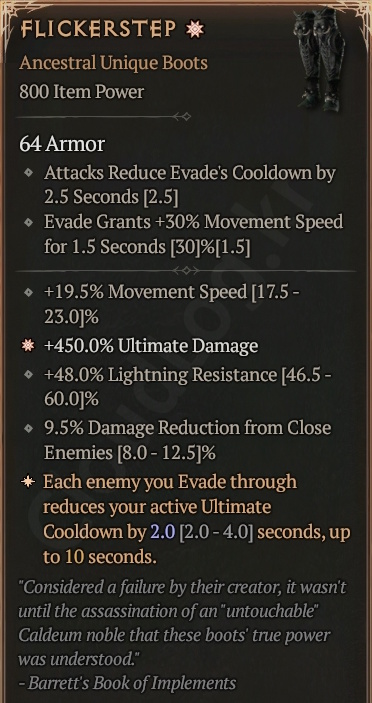 FLICKERSTEP
Ancestral Unique Boots
800 Item Power
64 Armor
Attacks Reduce Evade's Cooldown by
2.5 Seconds [2.5]
Evade Grants +30% Movement Speed
for 1.5 Seconds [30]%[1.5]
+19.5% Movement Speed [17.5 -
23.0]%
+450.0% Ultimate Damage
+48.0% Lightning Resistance [46.5 -
60.0]%
9.5% Damage Reduction from Close
Enemies [8.0 - 12.5]%
Each enemy you Evade through
reduces your active Ultimate
Cooldown by 2.0 [2.0 - 4.0] seconds, up
to 10 seconds.
"Considered a failure by their creator, it wasn't
until the assassination of an "untouchable"
Caldeum noble that these boots' true power
was understood."
- Barrett's Book of Implements